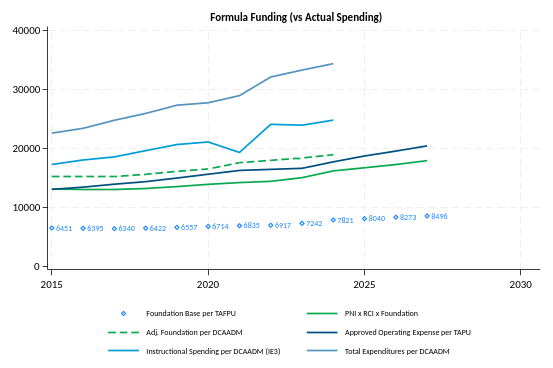 Formula Funding (vs Actual Spending)
40000
30000
20000
10000
0
6451 6395 6340 6422 6557 6714 6835 6917 7242 7821 8040 8273 8496
2015 2020 2025 2030
Foundation Base per TAFPU PNI x RCI x Foundation
Adj. Foundation per DCAADM Approved Operating Expense per TAPU
Instructional Spending per DCAADM (IE3) Total Expenditures per DCAADM